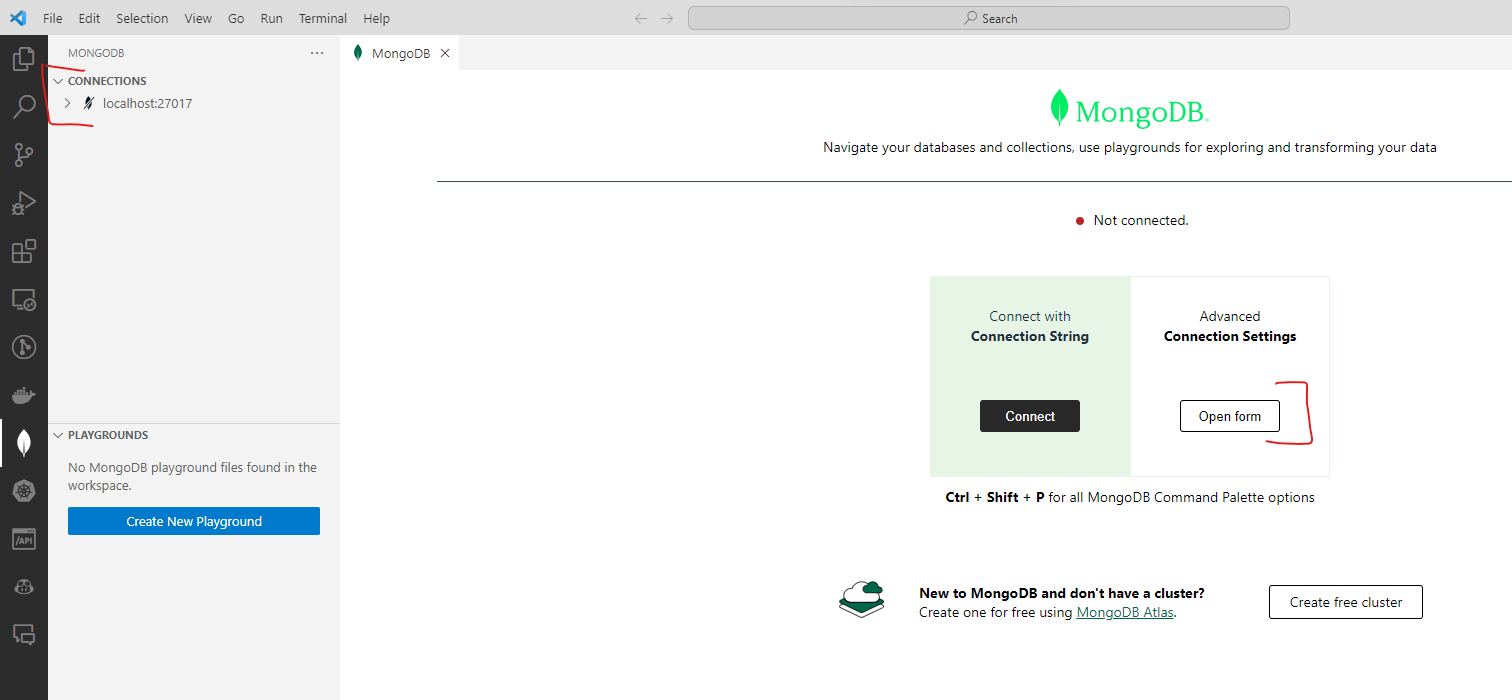 File Edit Selection View Go Run Terminal Help
Search
MONGODB
MongoDB
CONNECTIONS
localhost:27017
MongoDB®
Navigate your databases and collections, use playgrounds for exploring and transforming your data
Not connected.
Connect with
Connection String
Connect
Advanced
Connection Settings
Open form
Ctrl + Shift + P for all MongoDB Command Palette options
PLAYGROUNDS
No MongoDB playground files found in the
workspace.
Create New Playground
/API
New to MongoDB and don't have a cluster?
Create one for free using MongoDB Atlas.
Create free cluster